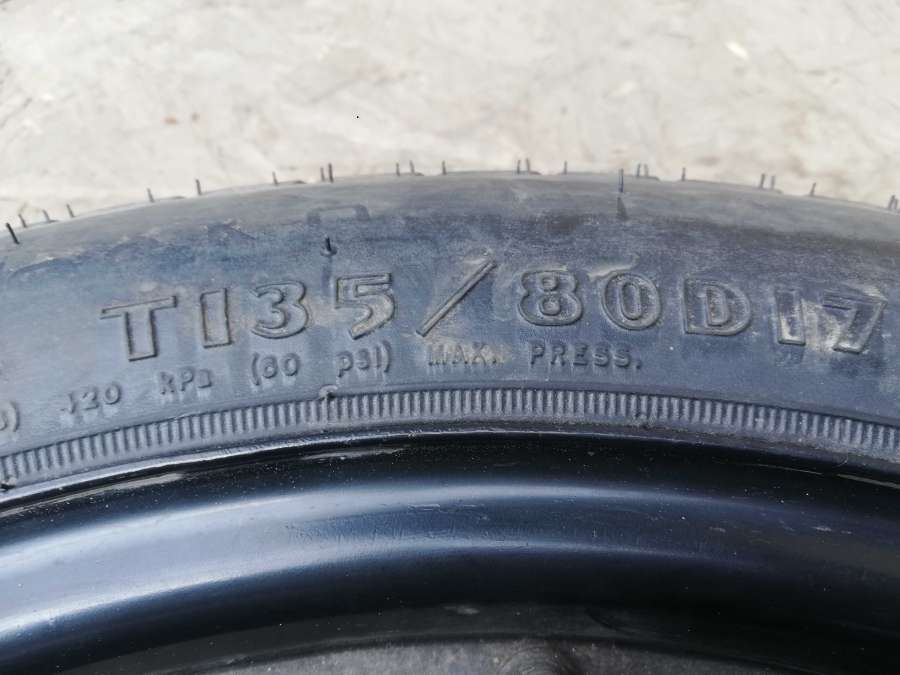 T135/80D17
420 kPa (60 psi) MAX. PRESS.